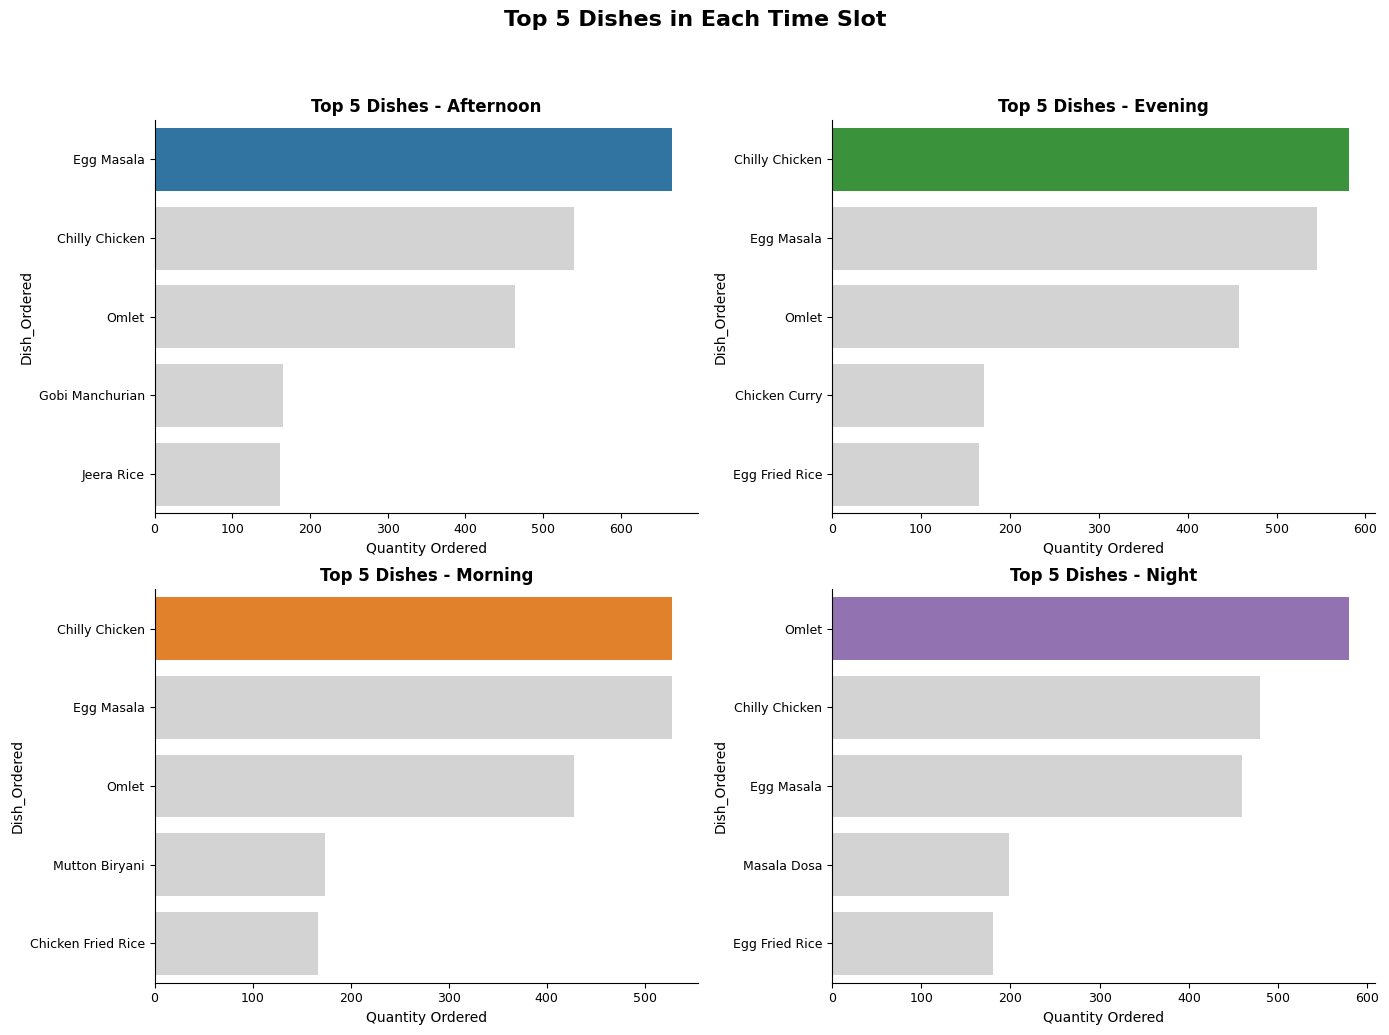 Top 5 Dishes in Each Time Slot
Top 5 Dishes - Afternoon
Dish_Ordered
Egg Masala
Chilly Chicken
Omlet
Gobi Manchurian
Jeera Rice
0 100 200 300 400 500 600
Quantity Ordered
Top 5 Dishes - Evening
Dish_Ordered
Chilly Chicken
Egg Masala
Omlet
Chicken Curry
Egg Fried Rice
0 100 200 300 400 500 600
Quantity Ordered
Top 5 Dishes - Morning
Dish_Ordered
Chilly Chicken
Egg Masala
Omlet
Mutton Biryani
Chicken Fried Rice
0 100 200 300 400 500
Quantity Ordered
Top 5 Dishes - Night
Dish_Ordered
Omlet
Chilly Chicken
Egg Masala
Masala Dosa
Egg Fried Rice
0 100 200 300 400 500 600
Quantity Ordered